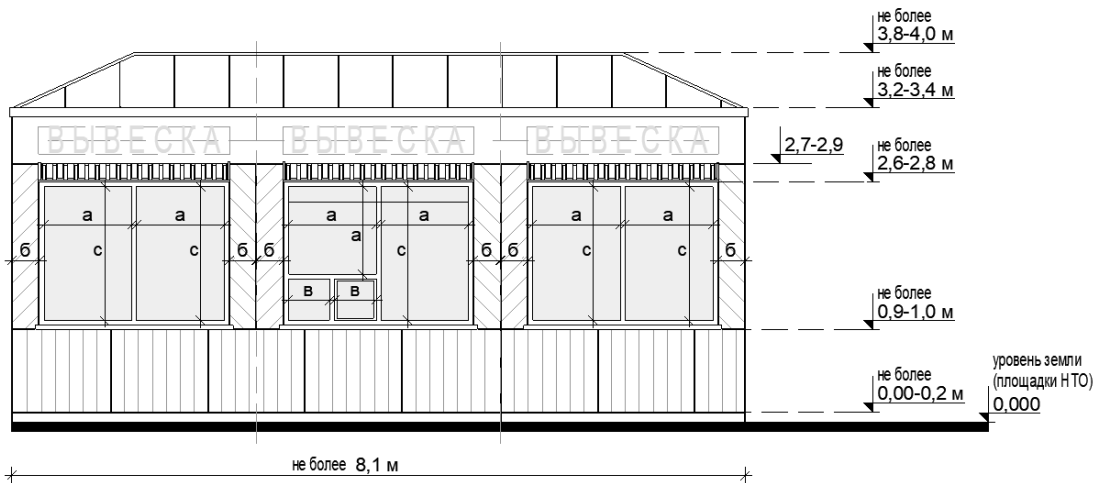 не более
3,8-4,0 м
не более
3,2-3,4 м
ВЫВЕСКА ВЫВЕСКА ВЫВЕСКА
2,7-2,9
не более
2,6-2,8 м
а а а а а а
а
б с с б б с б б с с б
в в
не более
0,9-1,0 м
не более
0,00-0,2 м
уровень земли
(площадки НТО)
0,000
не более 8,1 м